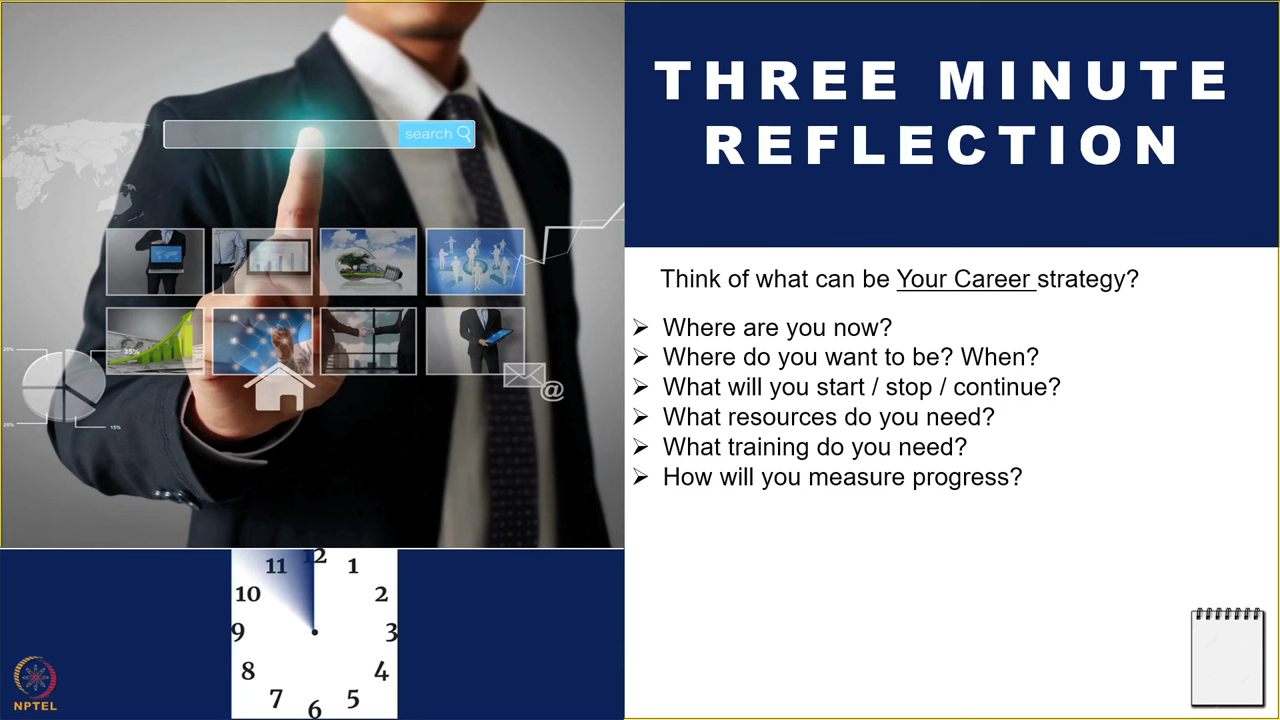 THREE MINUTE
REFLECTION
Think of what can be Your Career strategy?
Where are you now?
Where do you want to be? When?
What will you start / stop / continue?
What resources do you need?
What training do you need?
How will you measure progress?
search
35%
15%
@
11
12
1
10
2
9
3
8
4
7
6
5
NPTEL